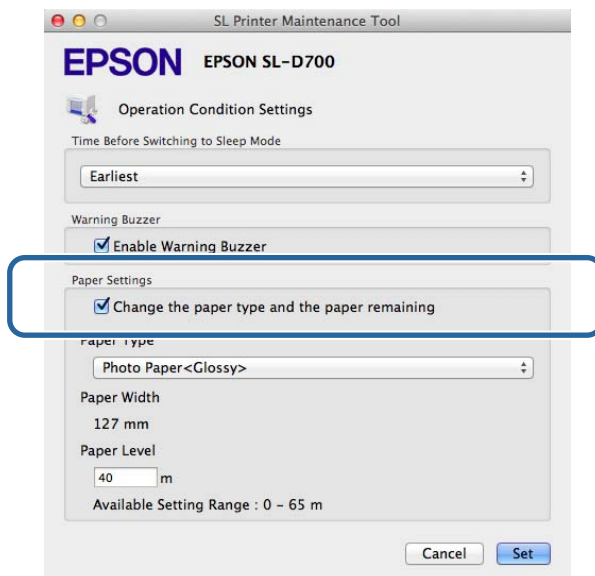 SL Printer Maintenance Tool
EPSON EPSON SL-D700
Operation Condition Settings
Time Before Switching to Sleep Mode
Earliest
Warning Buzzer
Enable Warning Buzzer
Paper Settings
Change the paper type and the paper remaining
Paper Type
Photo Paper<Glossy>
Paper Width
127 mm
Paper Level
40 m
Available Setting Range : 0 – 65 m
Cancel Set